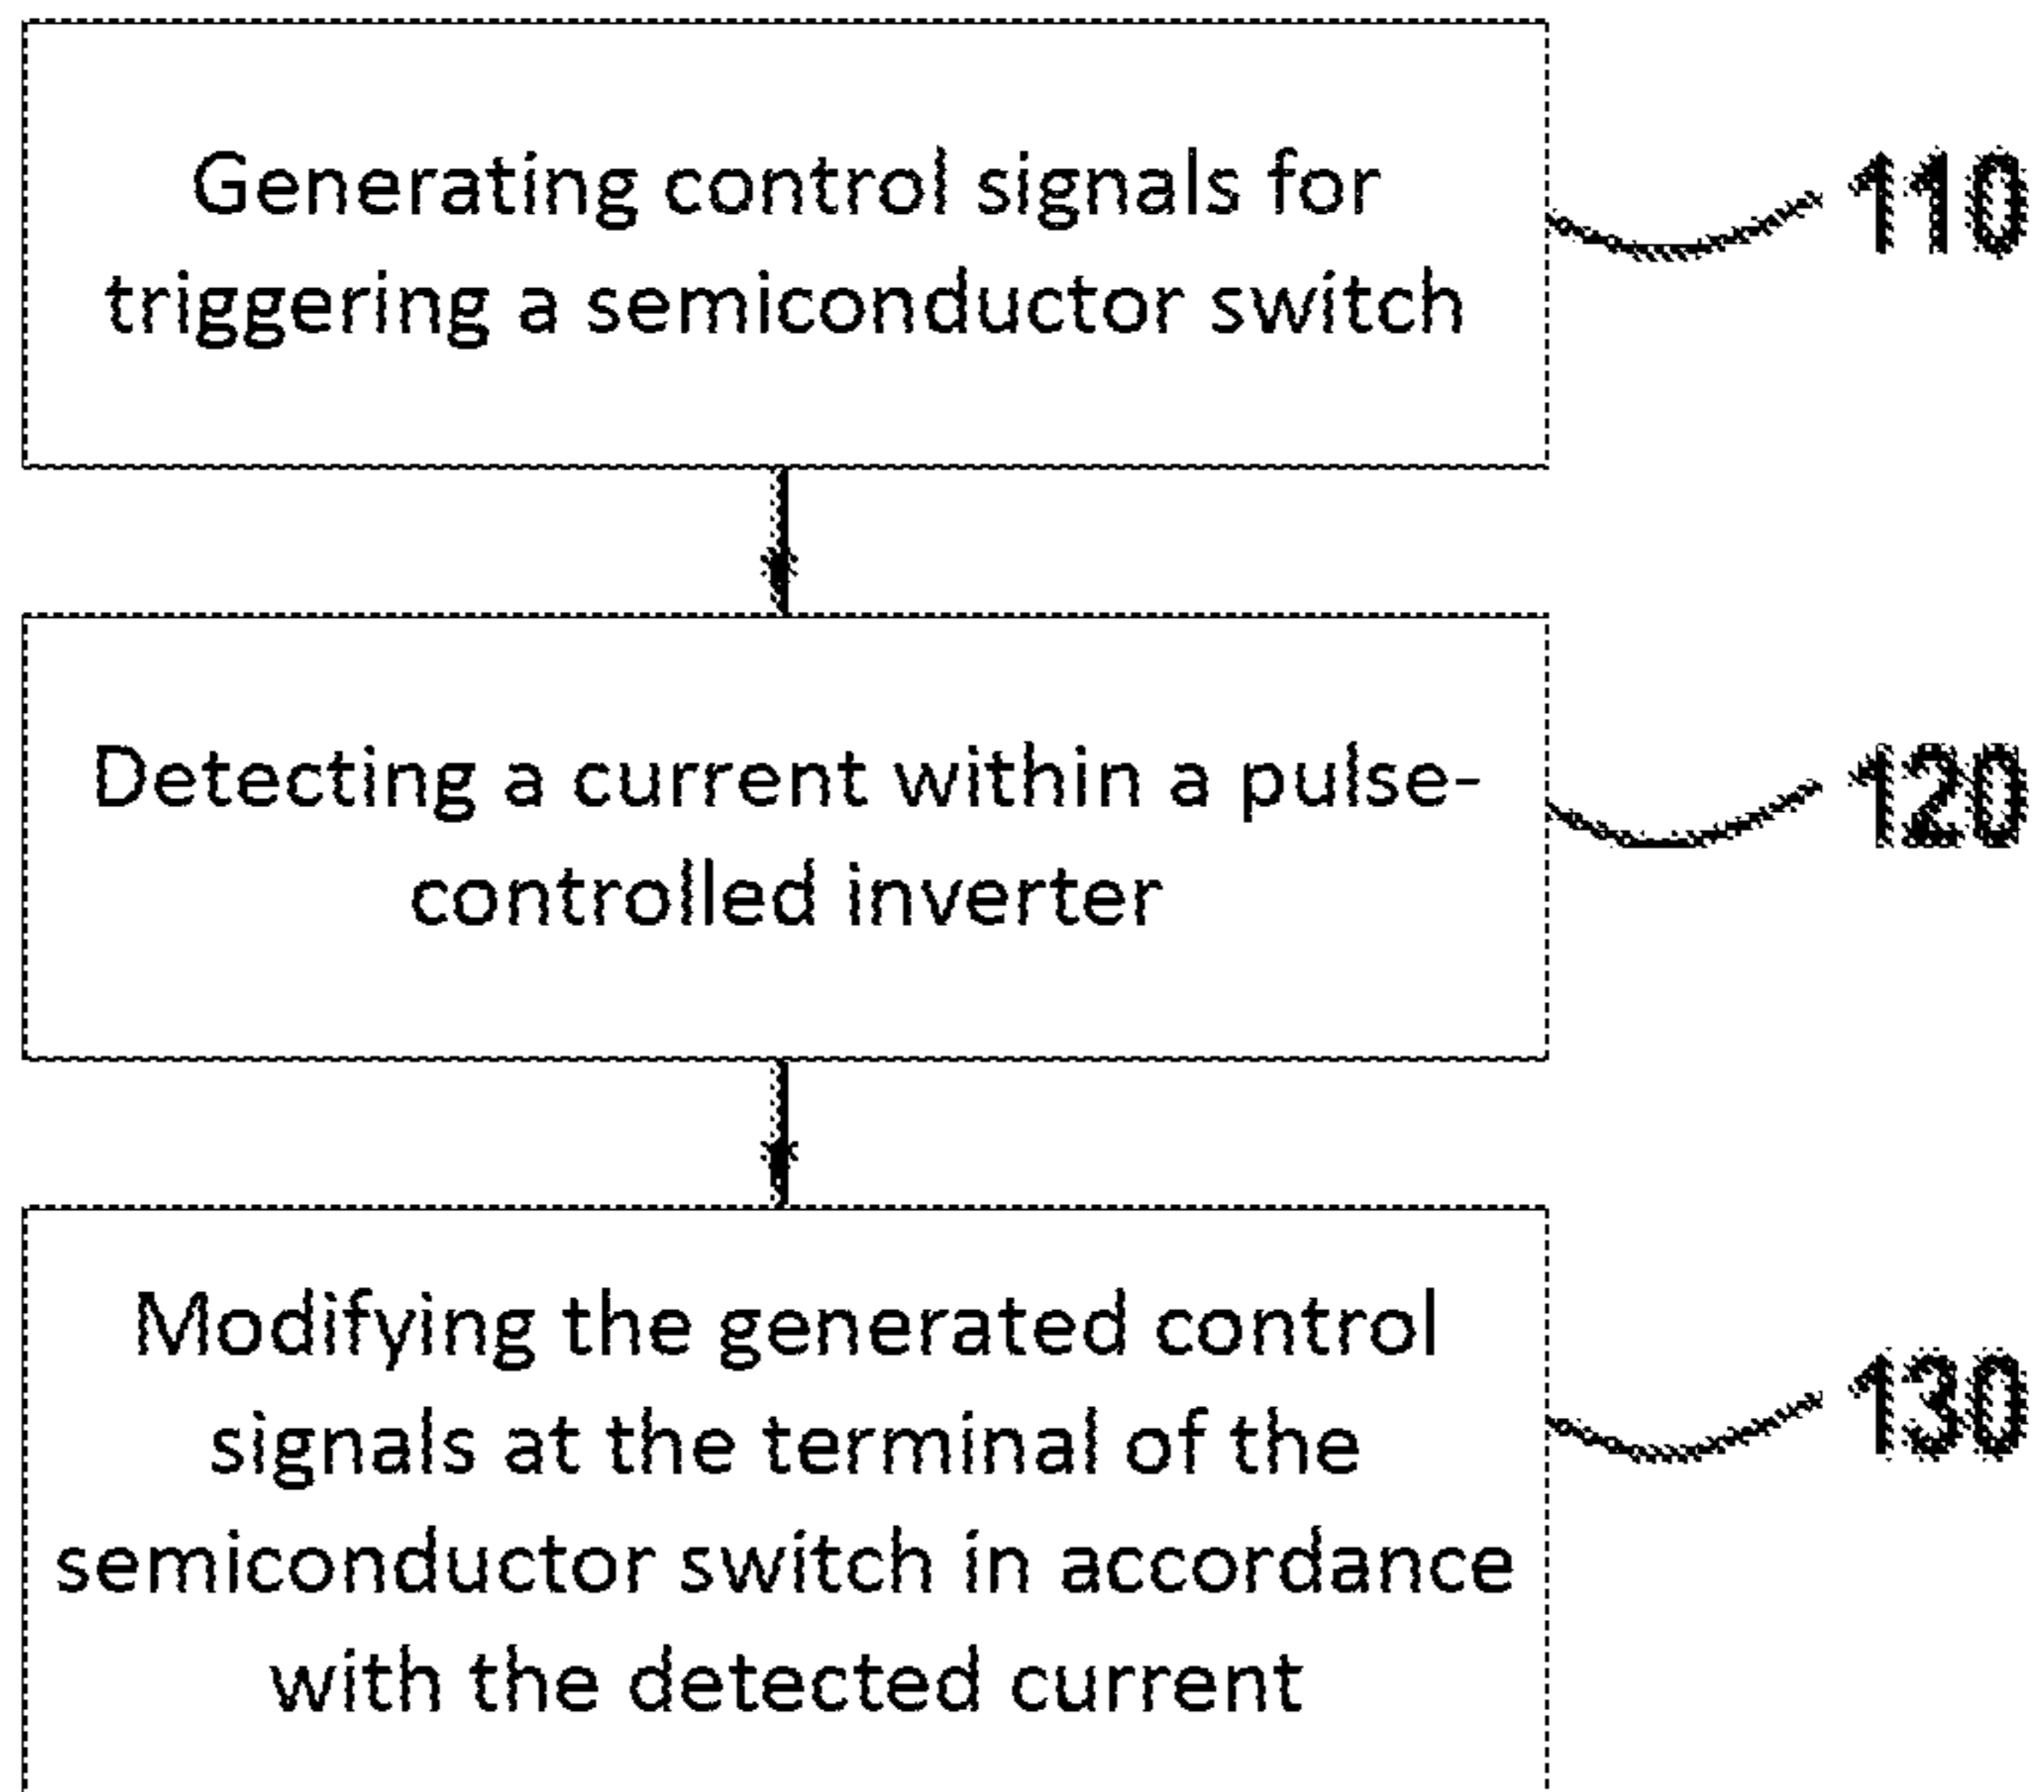 Generating control signals for
triggering a semiconductor switch
110
Detecting a current within a pulse-
controlled inverter
120
Modifying the generated control
signals at the terminal of the
semiconductor switch in accordance
with the detected current
130